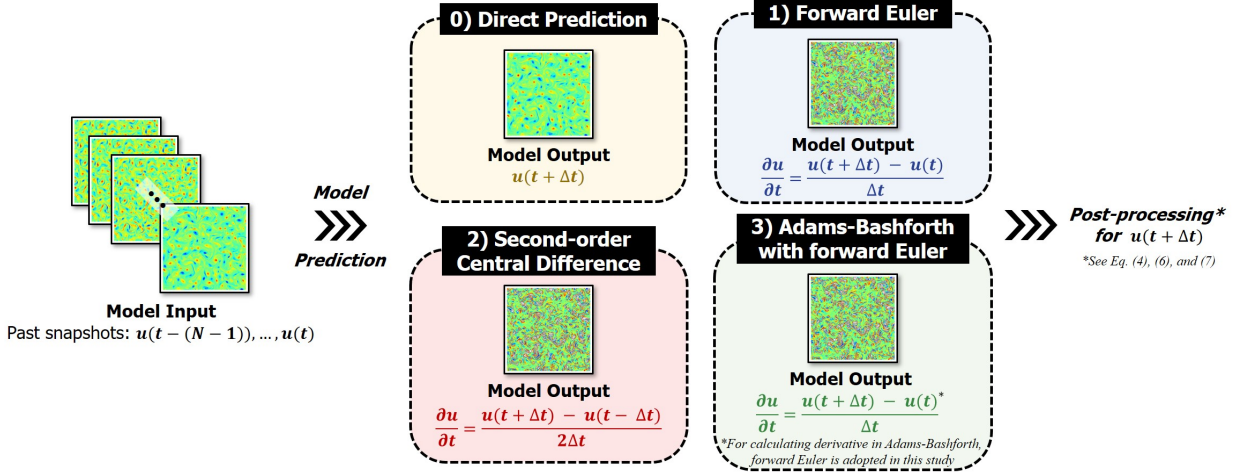 Model Input
Past snapshots: u(t − (N − 1)), ..., u(t)
Model
Prediction
0) Direct Prediction
Model Output
u(t + Δt)
1) Forward Euler
Model Output
∂u/∂t = (u(t + Δt) − u(t))/Δt
2) Second-order
Central Difference
Model Output
∂u/∂t = (u(t + Δt) − u(t − Δt))/2Δt
3) Adams-Bashforth
with forward Euler
Model Output
∂u/∂t = (u(t + Δt) − u(t)*)/Δt
*For calculating derivative in Adams-Bashforth,
forward Euler is adopted in this study
Post-processing*
for u(t + Δt)
*See Eq. (4), (6), and (7)